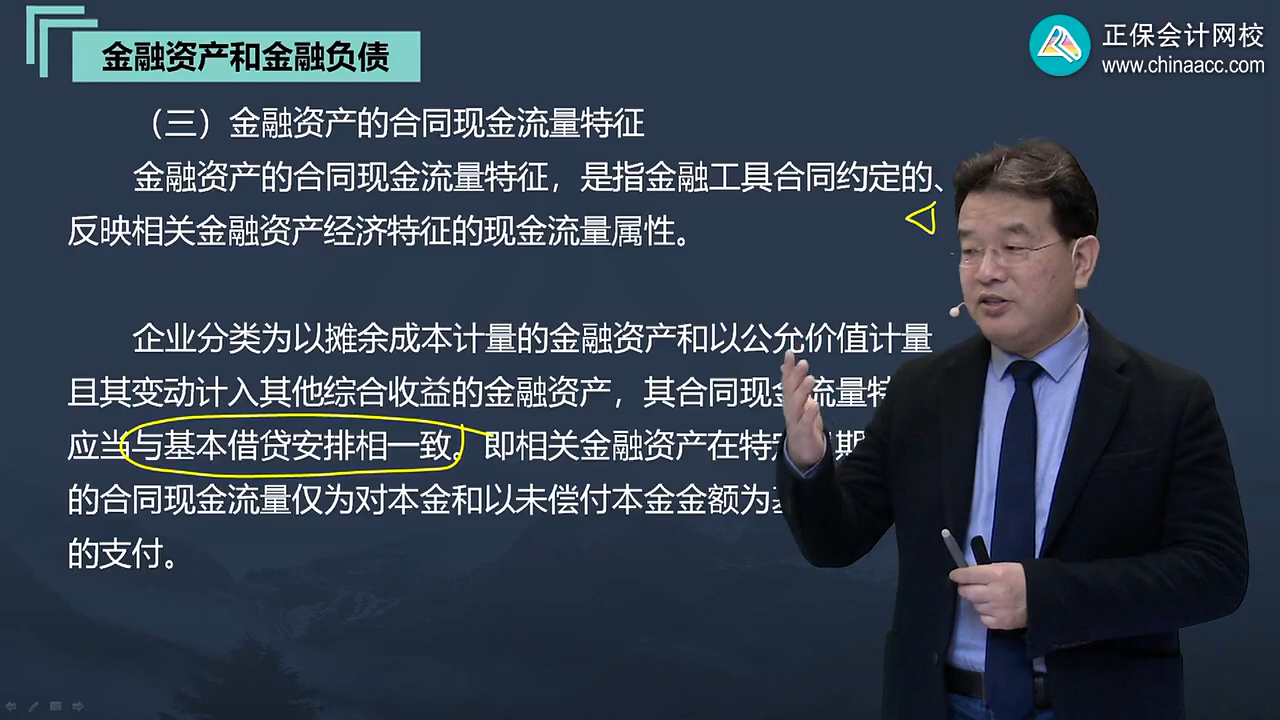 金融资产和金融负债
正保会计网校
www.chinaacc.com
（三）金融资产的合同现金流量特征
金融资产的合同现金流量特征，是指金融工具合同约定的、
反映相关金融资产经济特征的现金流量属性。
企业分类为以摊余成本计量的金融资产和以公允价值计量
且其变动计入其他综合收益的金融资产，其合同现金流量特
应当与基本借贷安排相一致。即相关金融资产在特定日期
的合同现金流量仅为对本金和以未偿付本金金额为
的支付。